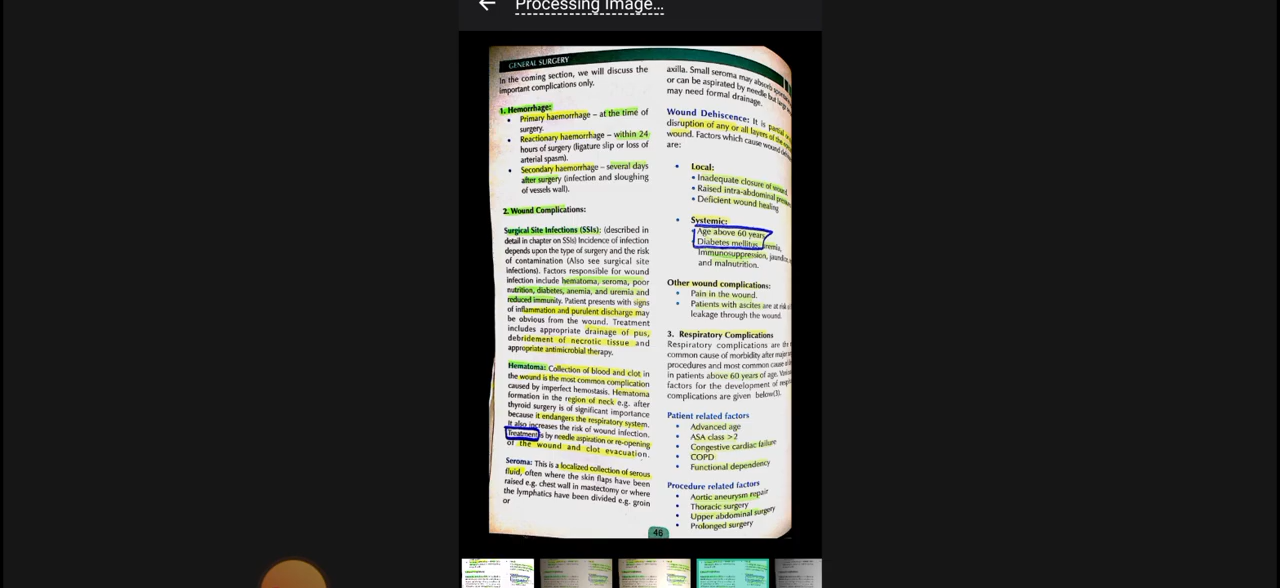 Processing Image...
GENERAL SURGERY
In the coming section, we will discuss the
important complications only.
1. Hemorrhage:
• Primary haemorrhage – at the time of
surgery.
• Reactionary haemorrhage – within 24
hours of surgery (ligature slip or loss of
arterial spasm).
• Secondary haemorrhage – several days
after surgery (infection and sloughing
of vessels wall).
2. Wound Complications:
Surgical Site Infections (SSIs): (described in
detail in chapter on SSIs) Incidence of infection
depends upon the type of surgery and the risk
of contamination (Also see surgical site
infections). Factors responsible for wound
infection include hematoma, seroma, poor
nutrition, diabetes, anemia, and uremia and
reduced immunity. Patient presents with signs
of inflammation and purulent discharge may
be obvious from the wound. Treatment
includes appropriate drainage of pus,
debridement of necrotic tissue and
appropriate antimicrobial therapy.
Hematoma: Collection of blood and clot in
the wound is the most common complication
caused by imperfect hemostasis. Hematoma
formation in the region of neck e.g. after
thyroid surgery is of significant importance
because it endangers the respiratory system.
It also increases the risk of wound infection.
Treatment is by needle aspiration or re-opening
of the wound and clot evacuation.
Seroma: This is a localized collection of serous
fluid, often where the skin flaps have been
raised e.g. chest wall in mastectomy or where
the lymphatics have been divided e.g. groin
or
axilla. Small seroma may absorb
or can be aspirated by needle but
may need formal drainage.
Wound Dehiscence: It is partial
disruption of any or all layers of the
wound. Factors which cause wound
are:
• Local:
• Inadequate closure of wound
• Raised intra-abdominal
• Deficient wound healing
• Systemic:
Age above 60 years
Diabetes mellitus
Immunosuppression,
and malnutrition.
Other wound complications:
• Pain in the wound.
• Patients with ascites are at
leakage through the wound.
3. Respiratory Complications
Respiratory complications are
common cause of morbidity after major
procedures and most common cause
in patients above 60 years of age.
factors for the development of
complications are given below(3).
Patient related factors
• Advanced age
• ASA class >2
• Congestive cardiac failure
• COPD
• Functional dependency
Procedure related factors
• Aortic aneurysm repair
• Thoracic surgery
• Upper abdominal surgery
• Prolonged surgery
46